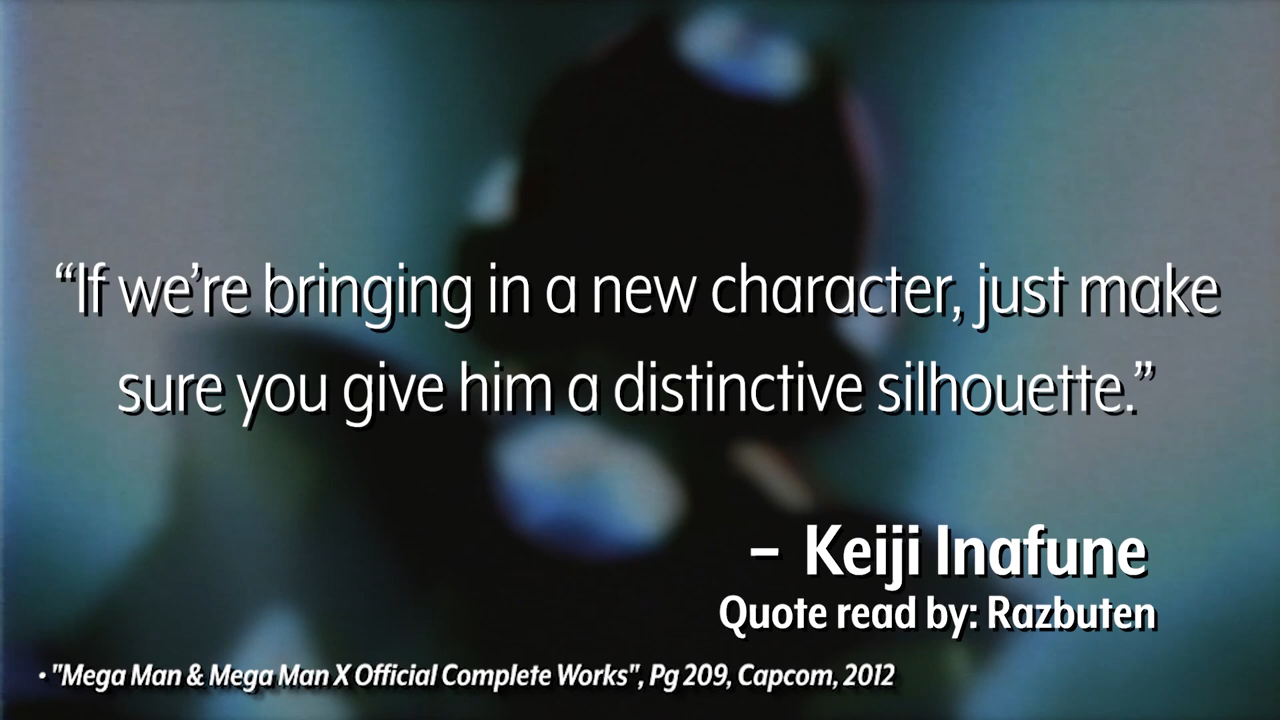 “If we’re bringing in a new character, just make
sure you give him a distinctive silhouette.”
– Keiji Inafune
Quote read by: Razbuten
• "Mega Man & Mega Man X Official Complete Works", Pg 209, Capcom, 2012